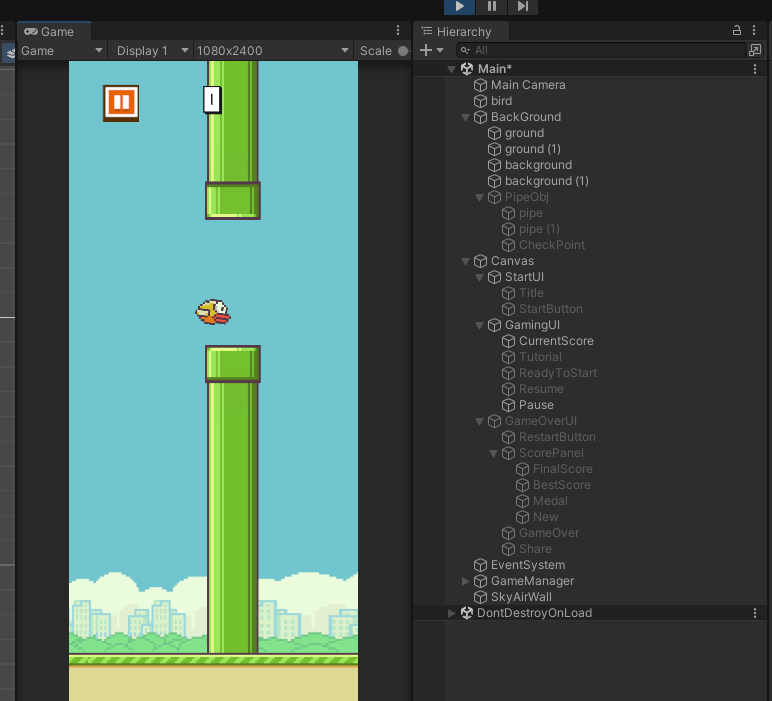 Game
Game Display 1 1080x2400 Scale
Hierarchy
All
Main*
Main Camera
bird
BackGround
ground
ground (1)
background
background (1)
PipeObj
pipe
pipe (1)
CheckPoint
Canvas
StartUI
Title
StartButton
GamingUI
CurrentScore
Tutorial
ReadyToStart
Resume
Pause
GameOverUI
RestartButton
ScorePanel
FinalScore
BestScore
Medal
New
GameOver
Share
EventSystem
GameManager
SkyAirWall
DontDestroyOnLoad